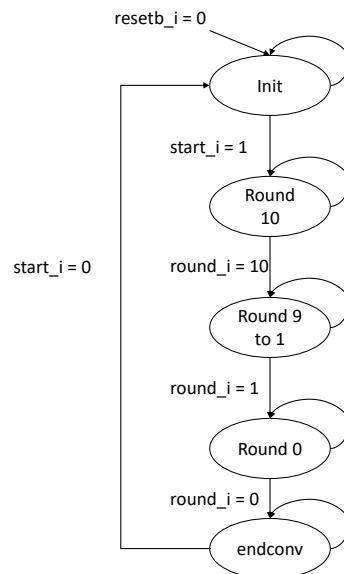 resetb_i = 0
Init
start_i = 1
Round
10
start_i = 0
round_i = 10
Round 9
to 1
round_i = 1
Round 0
round_i = 0
endconv